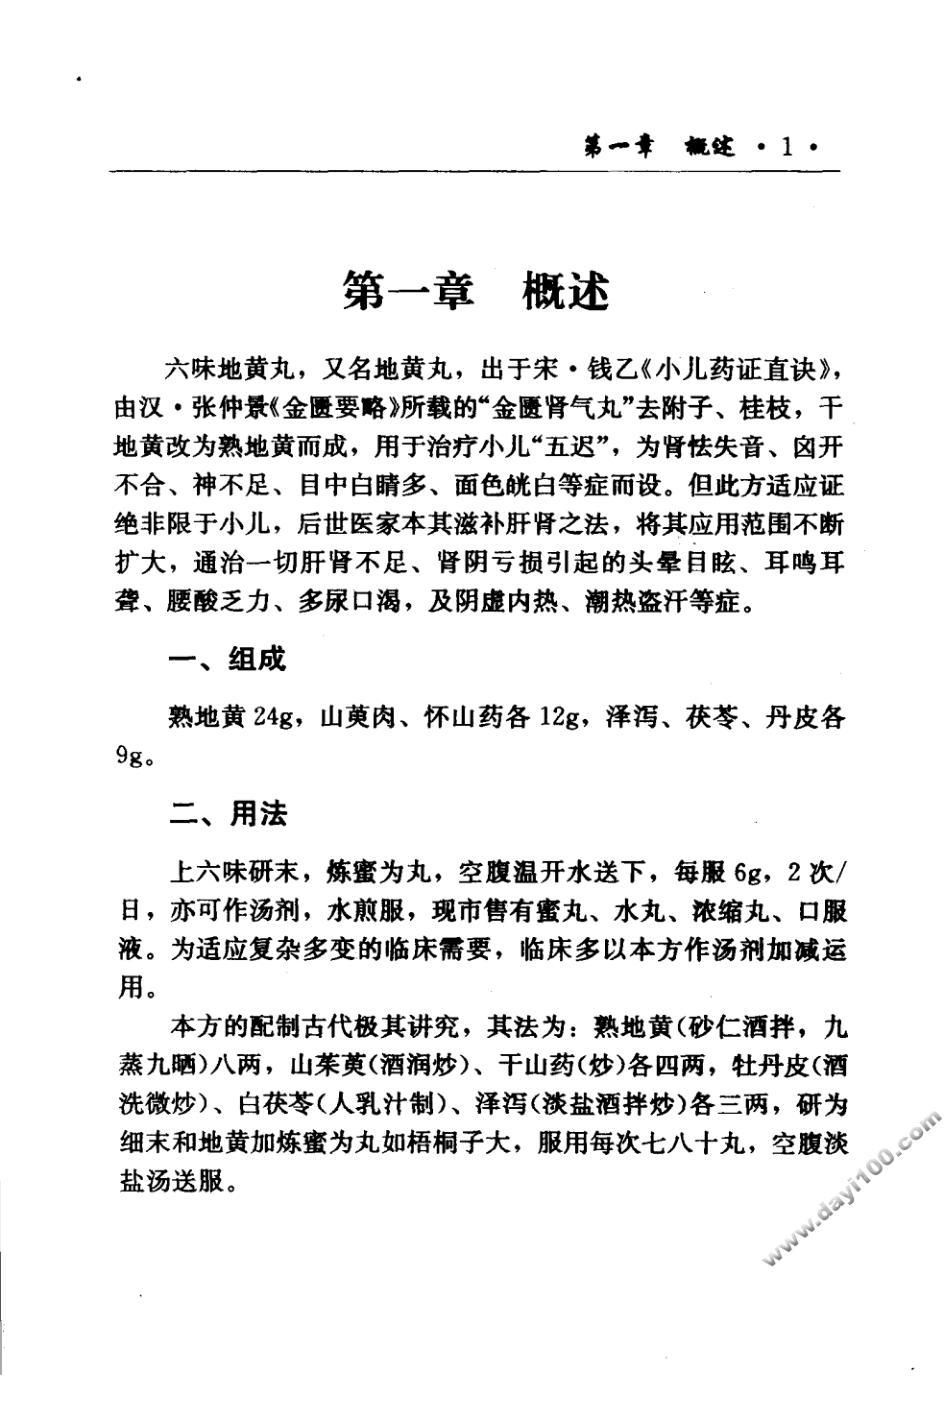 第一章 概述 · 1 ·
第一章 概述
六味地黄丸，又名地黄丸，出于宋·钱乙《小儿药证直诀》，
由汉·张仲景《金匮要略》所载的“金匮肾气丸”去附子、桂枝，干
地黄改为熟地黄而成，用于治疗小儿“五迟”，为肾怯失音、囟开
不合、神不足、目中白睛多、面色㿠白等症而设。但此方适应证
绝非限于小儿，后世医家本其滋补肝肾之法，将其应用范围不断
扩大，通治一切肝肾不足、肾阴亏损引起的头晕目眩、耳鸣耳
聋、腰酸乏力、多尿口渴，及阴虚内热、潮热盗汗等症。
一、组成
熟地黄 24g，山萸肉、怀山药各 12g，泽泻、茯苓、丹皮各
9g。
二、用法
上六味研末，炼蜜为丸，空腹温开水送下，每服 6g，2 次/
日，亦可作汤剂，水煎服，现市售有蜜丸、水丸、浓缩丸、口服
液。为适应复杂多变的临床需要，临床多以本方作汤剂加减运
用。
本方的配制古代极其讲究，其法为：熟地黄(砂仁酒拌，九
蒸九晒)八两，山茱萸(酒润炒)、干山药(炒)各四两，牡丹皮(酒
洗微炒)、白茯苓(人乳汁制)、泽泻(淡盐酒拌炒)各三两，研为
细末和地黄加炼蜜为丸如梧桐子大，服用每次七八十丸，空腹淡
盐汤送服。
www.dayi100.com